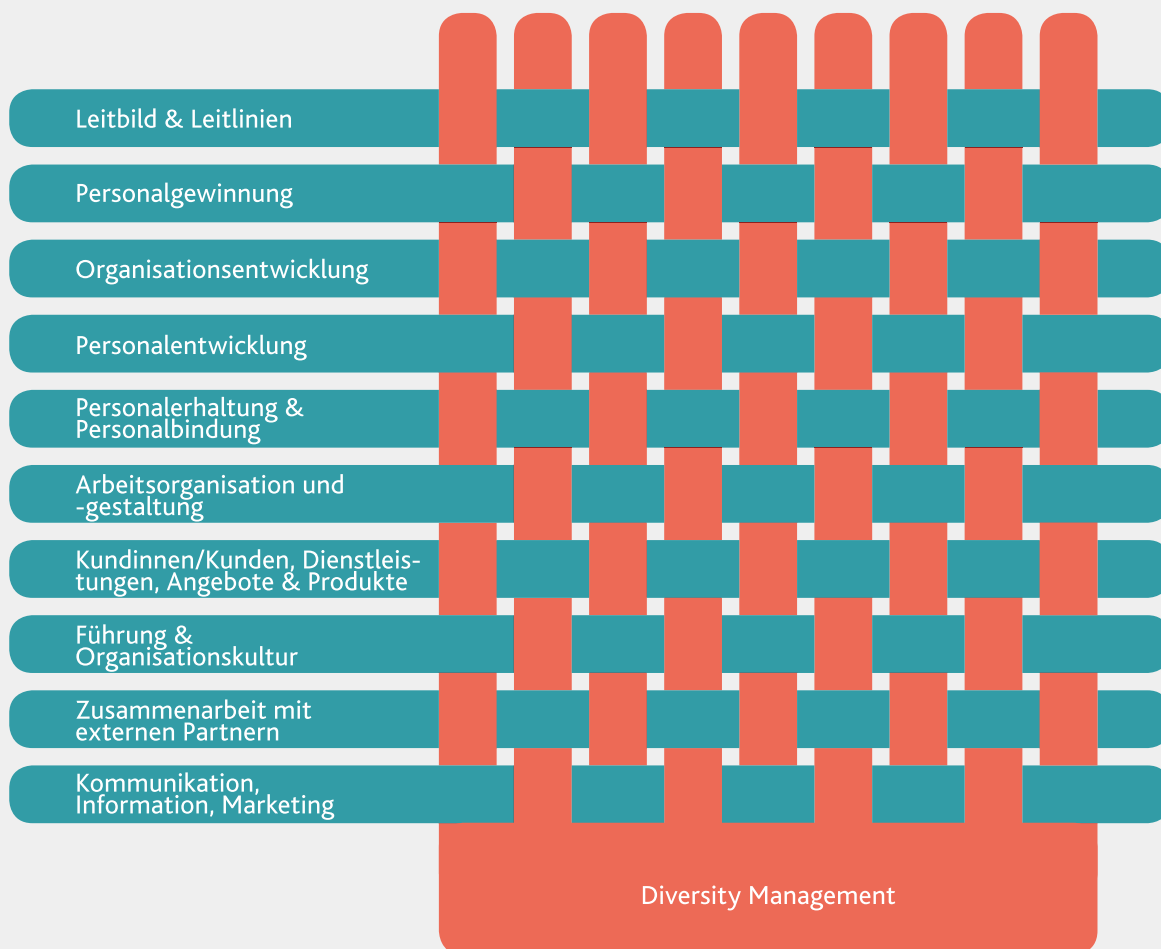 Leitbild & Leitlinien
Personalgewinnung
Organisationsentwicklung
Personalentwicklung
Personalerhaltung &
Personalbindung
Arbeitsorganisation und
-gestaltung
Kundinnen/Kunden, Dienstleis-
tungen, Angebote & Produkte
Führung &
Organisationskultur
Zusammenarbeit mit
externen Partnern
Kommunikation,
Information, Marketing
Diversity Management